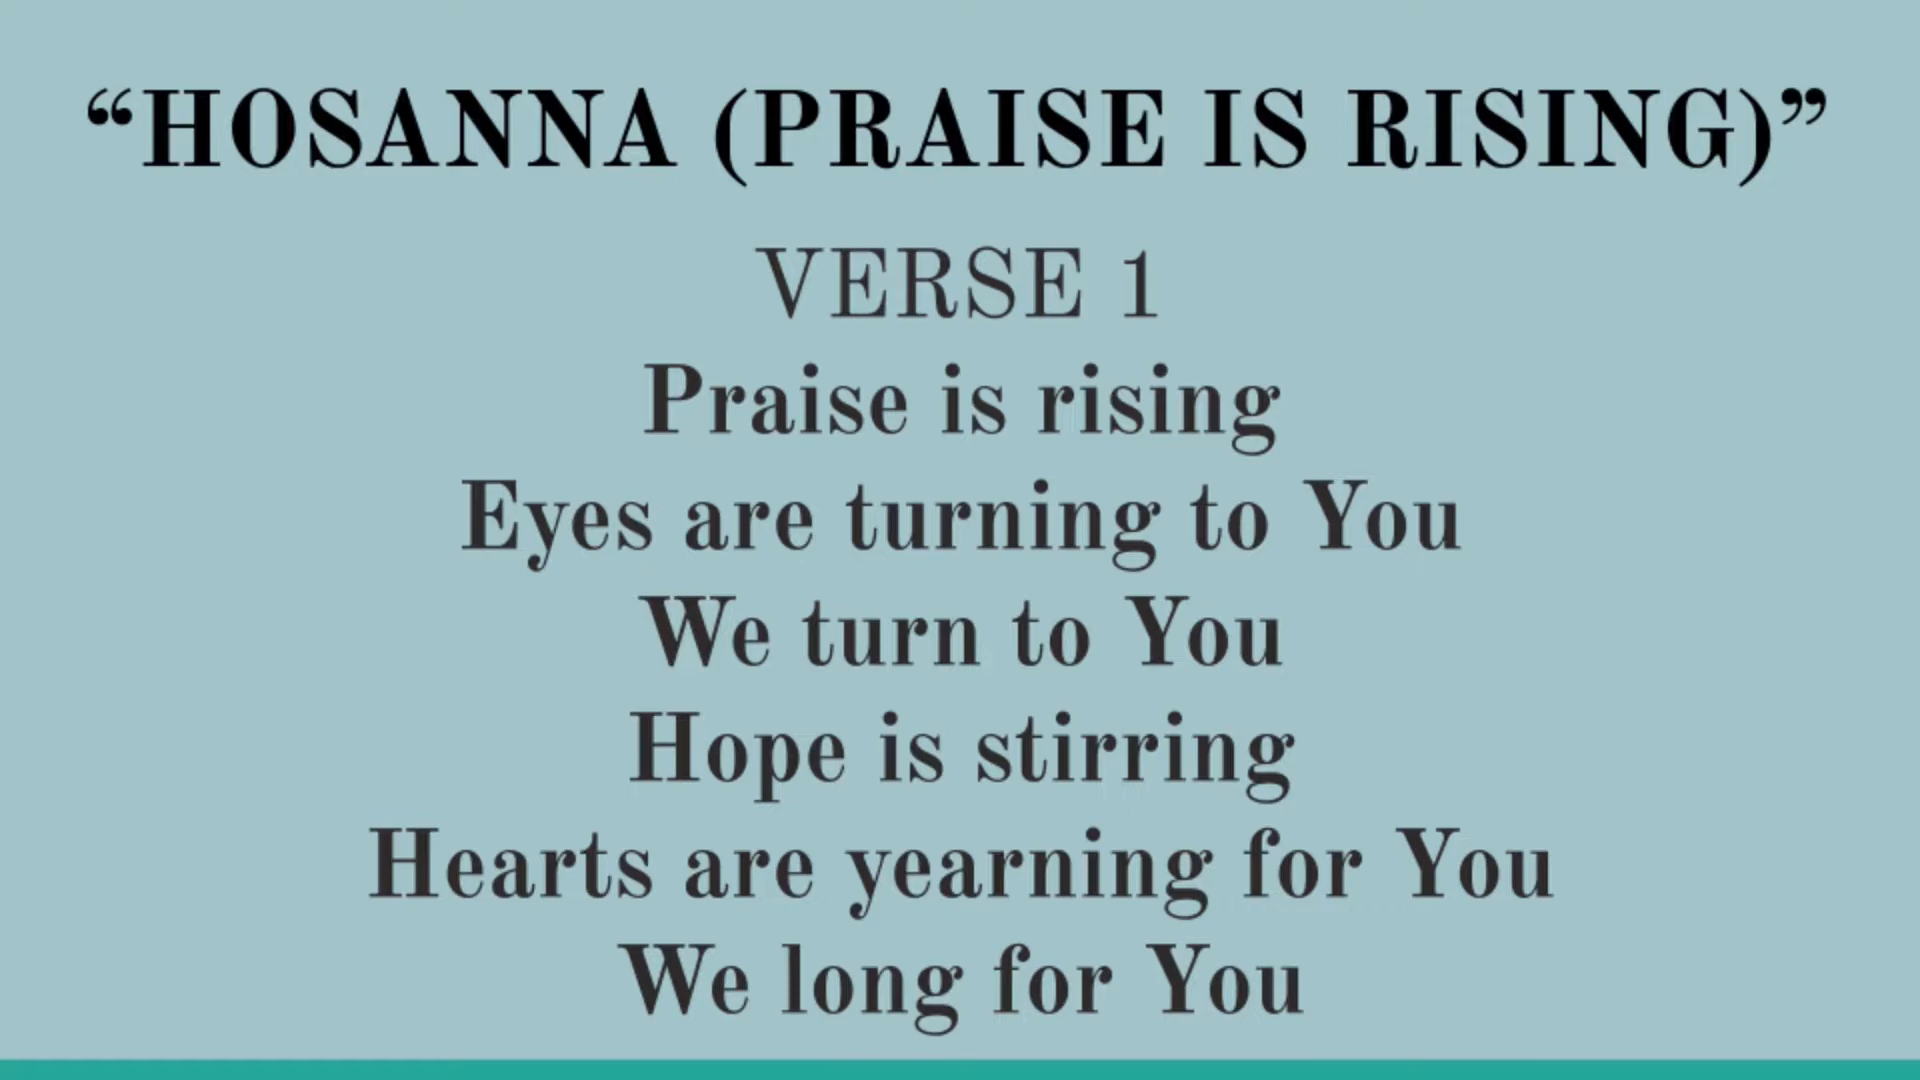 “HOSANNA (PRAISE IS RISING)”
VERSE 1
Praise is rising
Eyes are turning to You
We turn to You
Hope is stirring
Hearts are yearning for You
We long for You